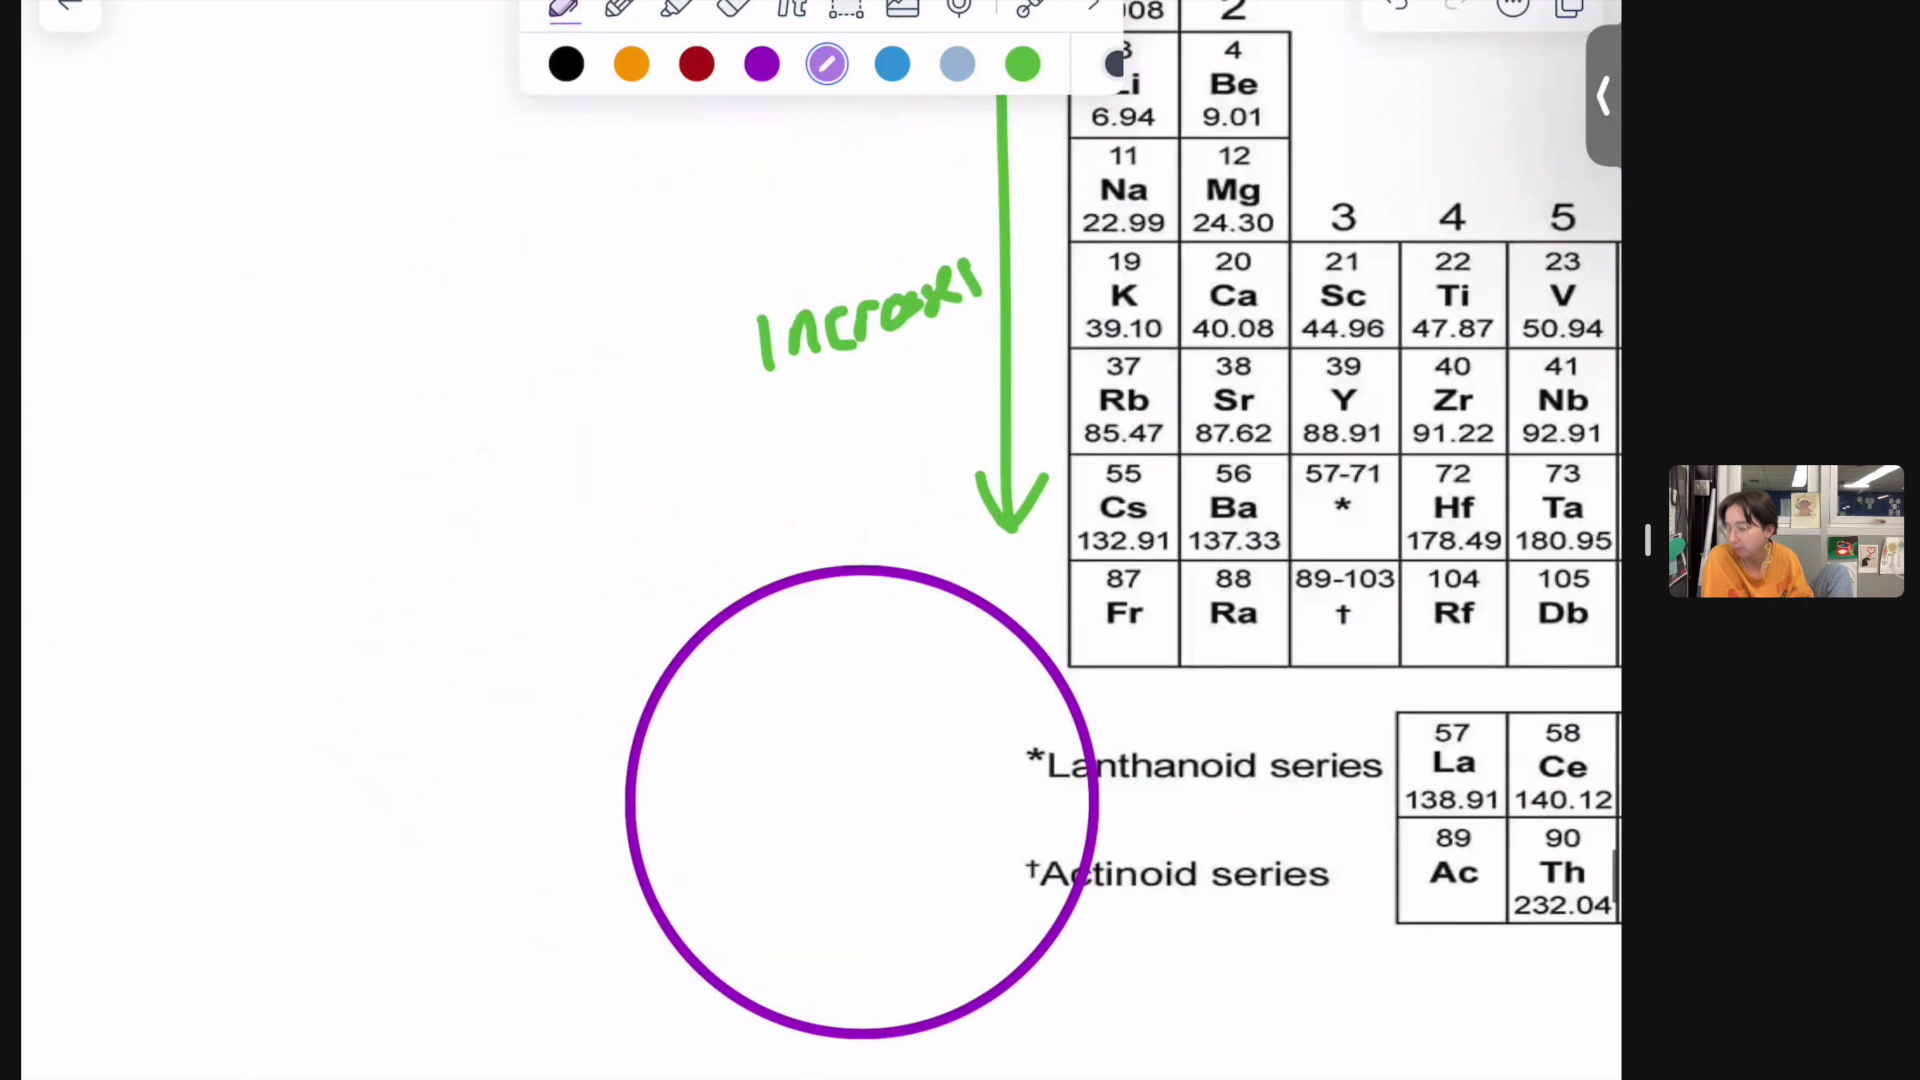 2
4
Be
9.01
6.94
11
Na
22.99
12
Mg
24.30
3
4
5
19
K
39.10
20
Ca
40.08
21
Sc
44.96
22
Ti
47.87
23
V
50.94
Increases
37
Rb
85.47
38
Sr
87.62
39
Y
88.91
40
Zr
91.22
41
Nb
92.91
55
Cs
132.91
56
Ba
137.33
57-71
*
72
Hf
178.49
73
Ta
180.95
87
Fr
88
Ra
89-103
†
104
Rf
105
Db
*Lanthanoid series
57
La
138.91
58
Ce
140.12
†Actinoid series
89
Ac
90
Th
232.04